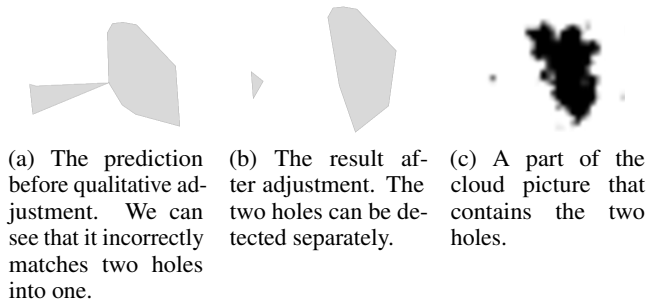 (a) The prediction
before qualitative ad-
justment. We can
see that it incorrectly
matches two holes
into one.
(b) The result af-
ter adjustment. The
two holes can be de-
tected separately.
(c) A part of the
cloud picture that
contains the two
holes.